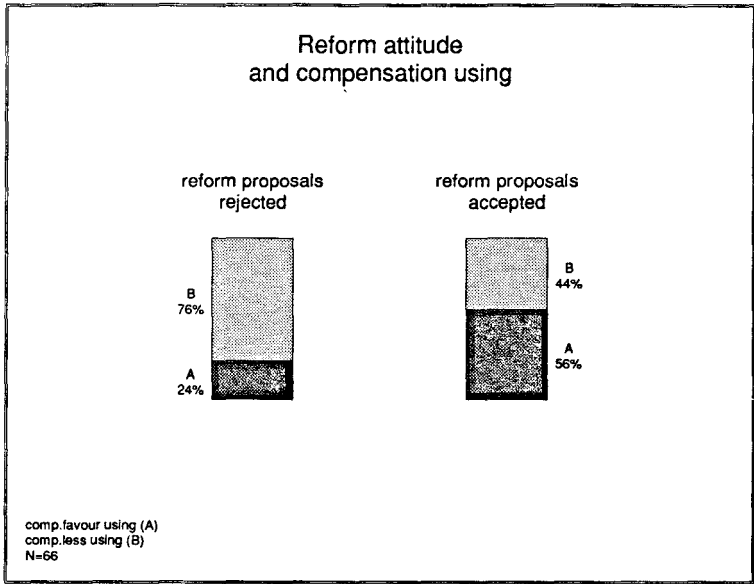 Reform attitude
and compensation using
reform proposals
rejected
reform proposals
accepted
B
76%
A
24%
B
44%
A
56%
comp.favour using (A)
comp.less using (B)
N=66